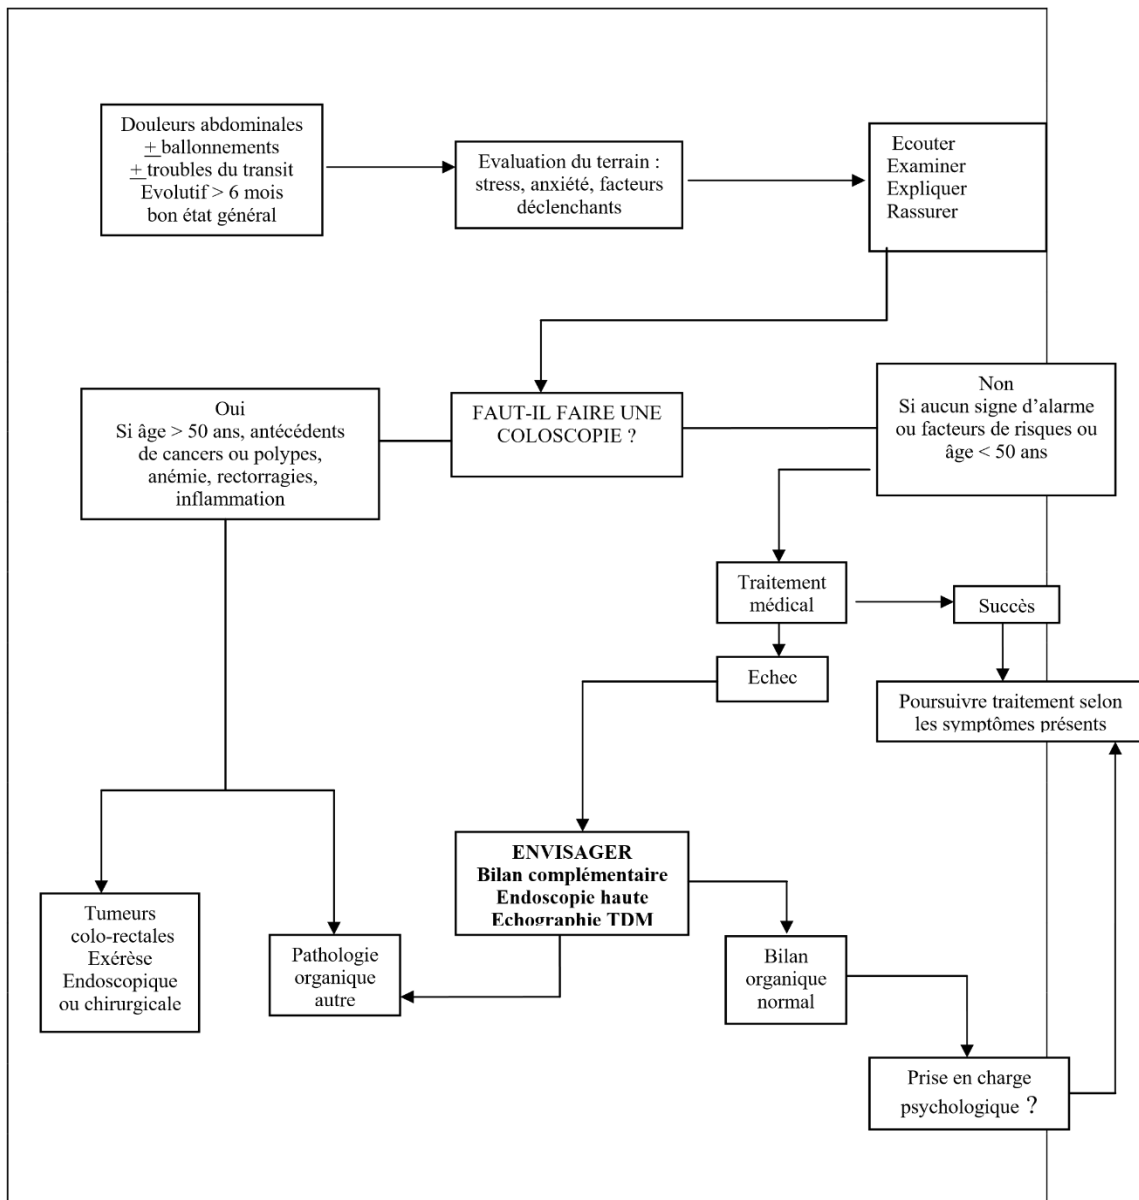 Douleurs abdominales
+ ballonnements
+ troubles du transit
Evolutif > 6 mois
bon état général
Evaluation du terrain :
stress, anxiété, facteurs
déclenchants
Ecouter
Examiner
Expliquer
Rassurer
Oui
Si âge > 50 ans, antécédents
de cancers ou polypes,
anémie, rectorragies,
inflammation
FAUT-IL FAIRE UNE
COLOSCOPIE ?
Non
Si aucun signe d’alarme
ou facteurs de risques ou
âge < 50 ans
Traitement
médical
Succès
Echec
Poursuivre traitement selon
les symptômes présents
ENVISAGER
Bilan complémentaire
Endoscopie haute
Echographie TDM
Tumeurs
colo-rectales
Exérèse
Endoscopique
ou chirurgicale
Pathologie
organique
autre
Bilan
organique
normal
Prise en charge
psychologique ?